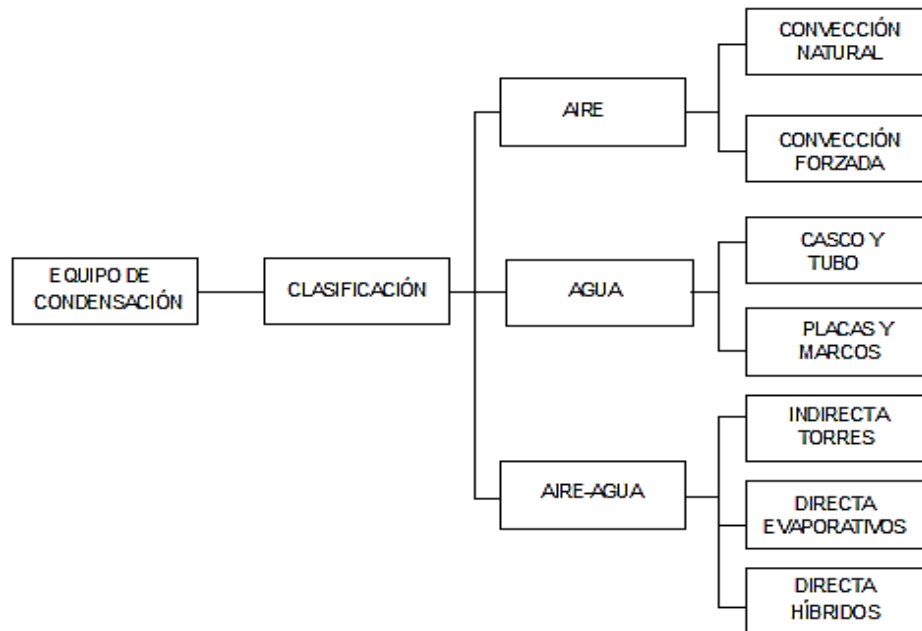 EQUIPO DE
CONDENSACIÓN
CLASIFICACIÓN
AIRE
CONVECCIÓN
NATURAL
CONVECCIÓN
FORZADA
AGUA
CASCO Y
TUBO
PLACAS Y
MARCOS
AIRE-AGUA
INDIRECTA
TORRES
DIRECTA
EVAPORATIVOS
DIRECTA
HÍBRIDOS